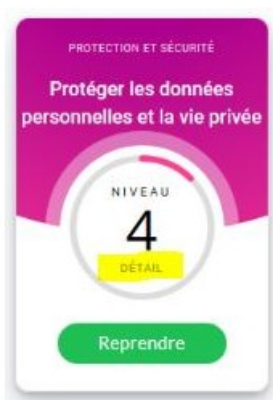 PROTECTION ET SÉCURITÉ
Protéger les données
personnelles et la vie privée
NIVEAU
4
DÉTAIL
Reprendre